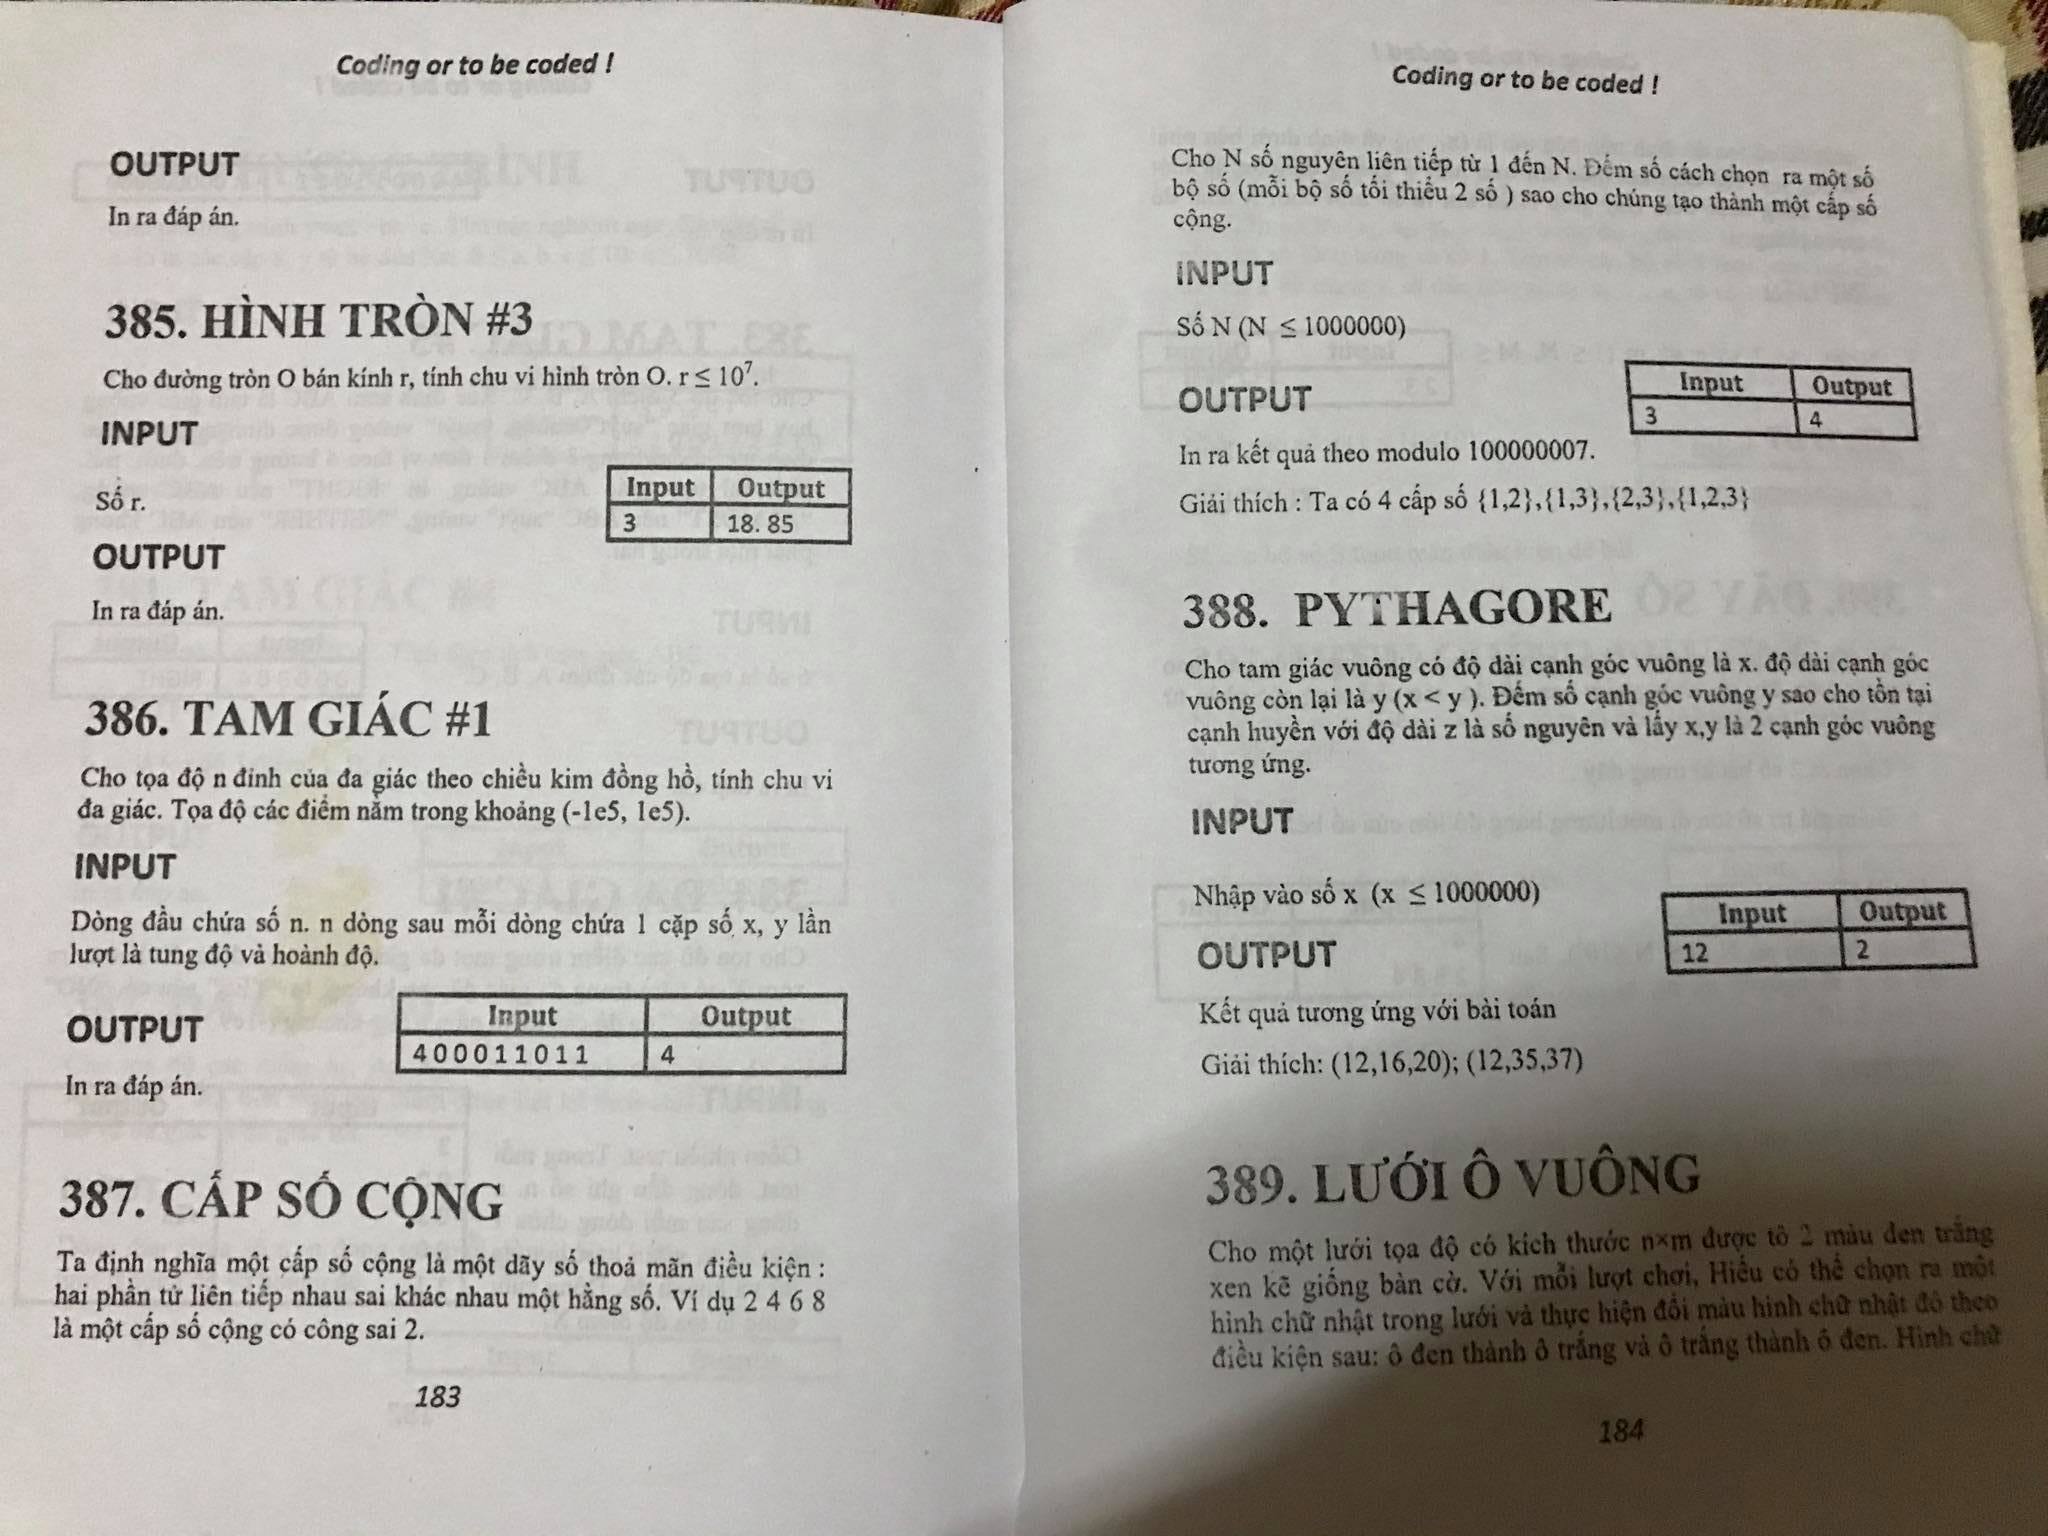 Coding or to be coded !
OUTPUT
In ra đáp án.
385. HÌNH TRÒN #3
Cho đường tròn O bán kính r, tính chu vi hình tròn O. r ≤ 10⁷.
INPUT
Số r.
Input Output
3 18. 85
OUTPUT
In ra đáp án.
386. TAM GIÁC #1
Cho tọa độ n đỉnh của đa giác theo chiều kim đồng hồ, tính chu vi
đa giác. Tọa độ các điểm nằm trong khoảng (-1e5, 1e5).
INPUT
Dòng đầu chứa số n. n dòng sau mỗi dòng chứa 1 cặp số x, y lần
lượt là tung độ và hoành độ.
OUTPUT
Input Output
4 0 0 0 1 1 0 1 1 4
In ra đáp án.
387. CẤP SỐ CỘNG
Ta định nghĩa một cấp số cộng là một dãy số thoả mãn điều kiện :
hai phần tử liên tiếp nhau sai khác nhau một hằng số. Ví dụ 2 4 6 8
là một cấp số cộng có công sai 2.
183
Coding or to be coded !
Cho N số nguyên liên tiếp từ 1 đến N. Đếm số cách chọn ra một số
bộ số (mỗi bộ số tối thiểu 2 số ) sao cho chúng tạo thành một cấp số
cộng.
INPUT
Số N (N ≤ 1000000)
OUTPUT
Input Output
3 4
In ra kết quả theo modulo 100000007.
Giải thích : Ta có 4 cấp số {1,2},{1,3},{2,3},{1,2,3}
388. PYTHAGORE
Cho tam giác vuông có độ dài cạnh góc vuông là x. độ dài cạnh góc
vuông còn lại là y (x < y ). Đếm số cạnh góc vuông y sao cho tồn tại
cạnh huyền với độ dài z là số nguyên và lấy x,y là 2 cạnh góc vuông
tương ứng.
INPUT
Nhập vào số x (x ≤ 1000000)
Input Output
12 2
OUTPUT
Kết quả tương ứng với bài toán
Giải thích: (12,16,20); (12,35,37)
389. LƯỚI Ô VUÔNG
Cho một lưới tọa độ có kích thước n×m được tô 2 màu đen trắng
xen kẽ giống bàn cờ. Với mỗi lượt chơi, Hiếu có thể chọn ra một
hình chữ nhật trong lưới và thực hiện đổi màu hình chữ nhật đó theo
điều kiện sau: ô đen thành ô trắng và ô trắng thành ô đen. Hình chữ
184